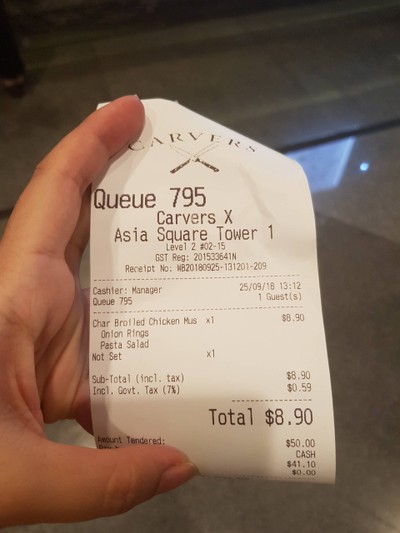 CARVERS
Queue 795
Carvers X
Asia Square Tower 1
Level 2 #02-15
GST Reg: 201533641N
Receipt No: WB20180925-131201-209
Cashier: Manager 25/09/18 13:12
Queue 795 1 Guest(s)
Char Broiled Chicken Mus x1 $8.90
Onion Rings
Pasta Salad
Not Set x1
Sub-Total (incl. tax) $8.90
Incl. Govt. Tax (7%) $0.59
Total $8.90
Amount Tendered: $50.00
CASH
$41.10
$0.00